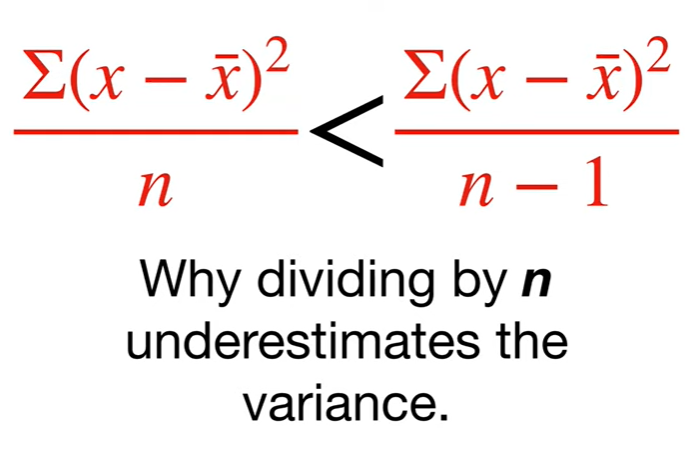 Σ(x − x̄)² / n < Σ(x − x̄)² / n − 1
Why dividing by n
underestimates the
variance.